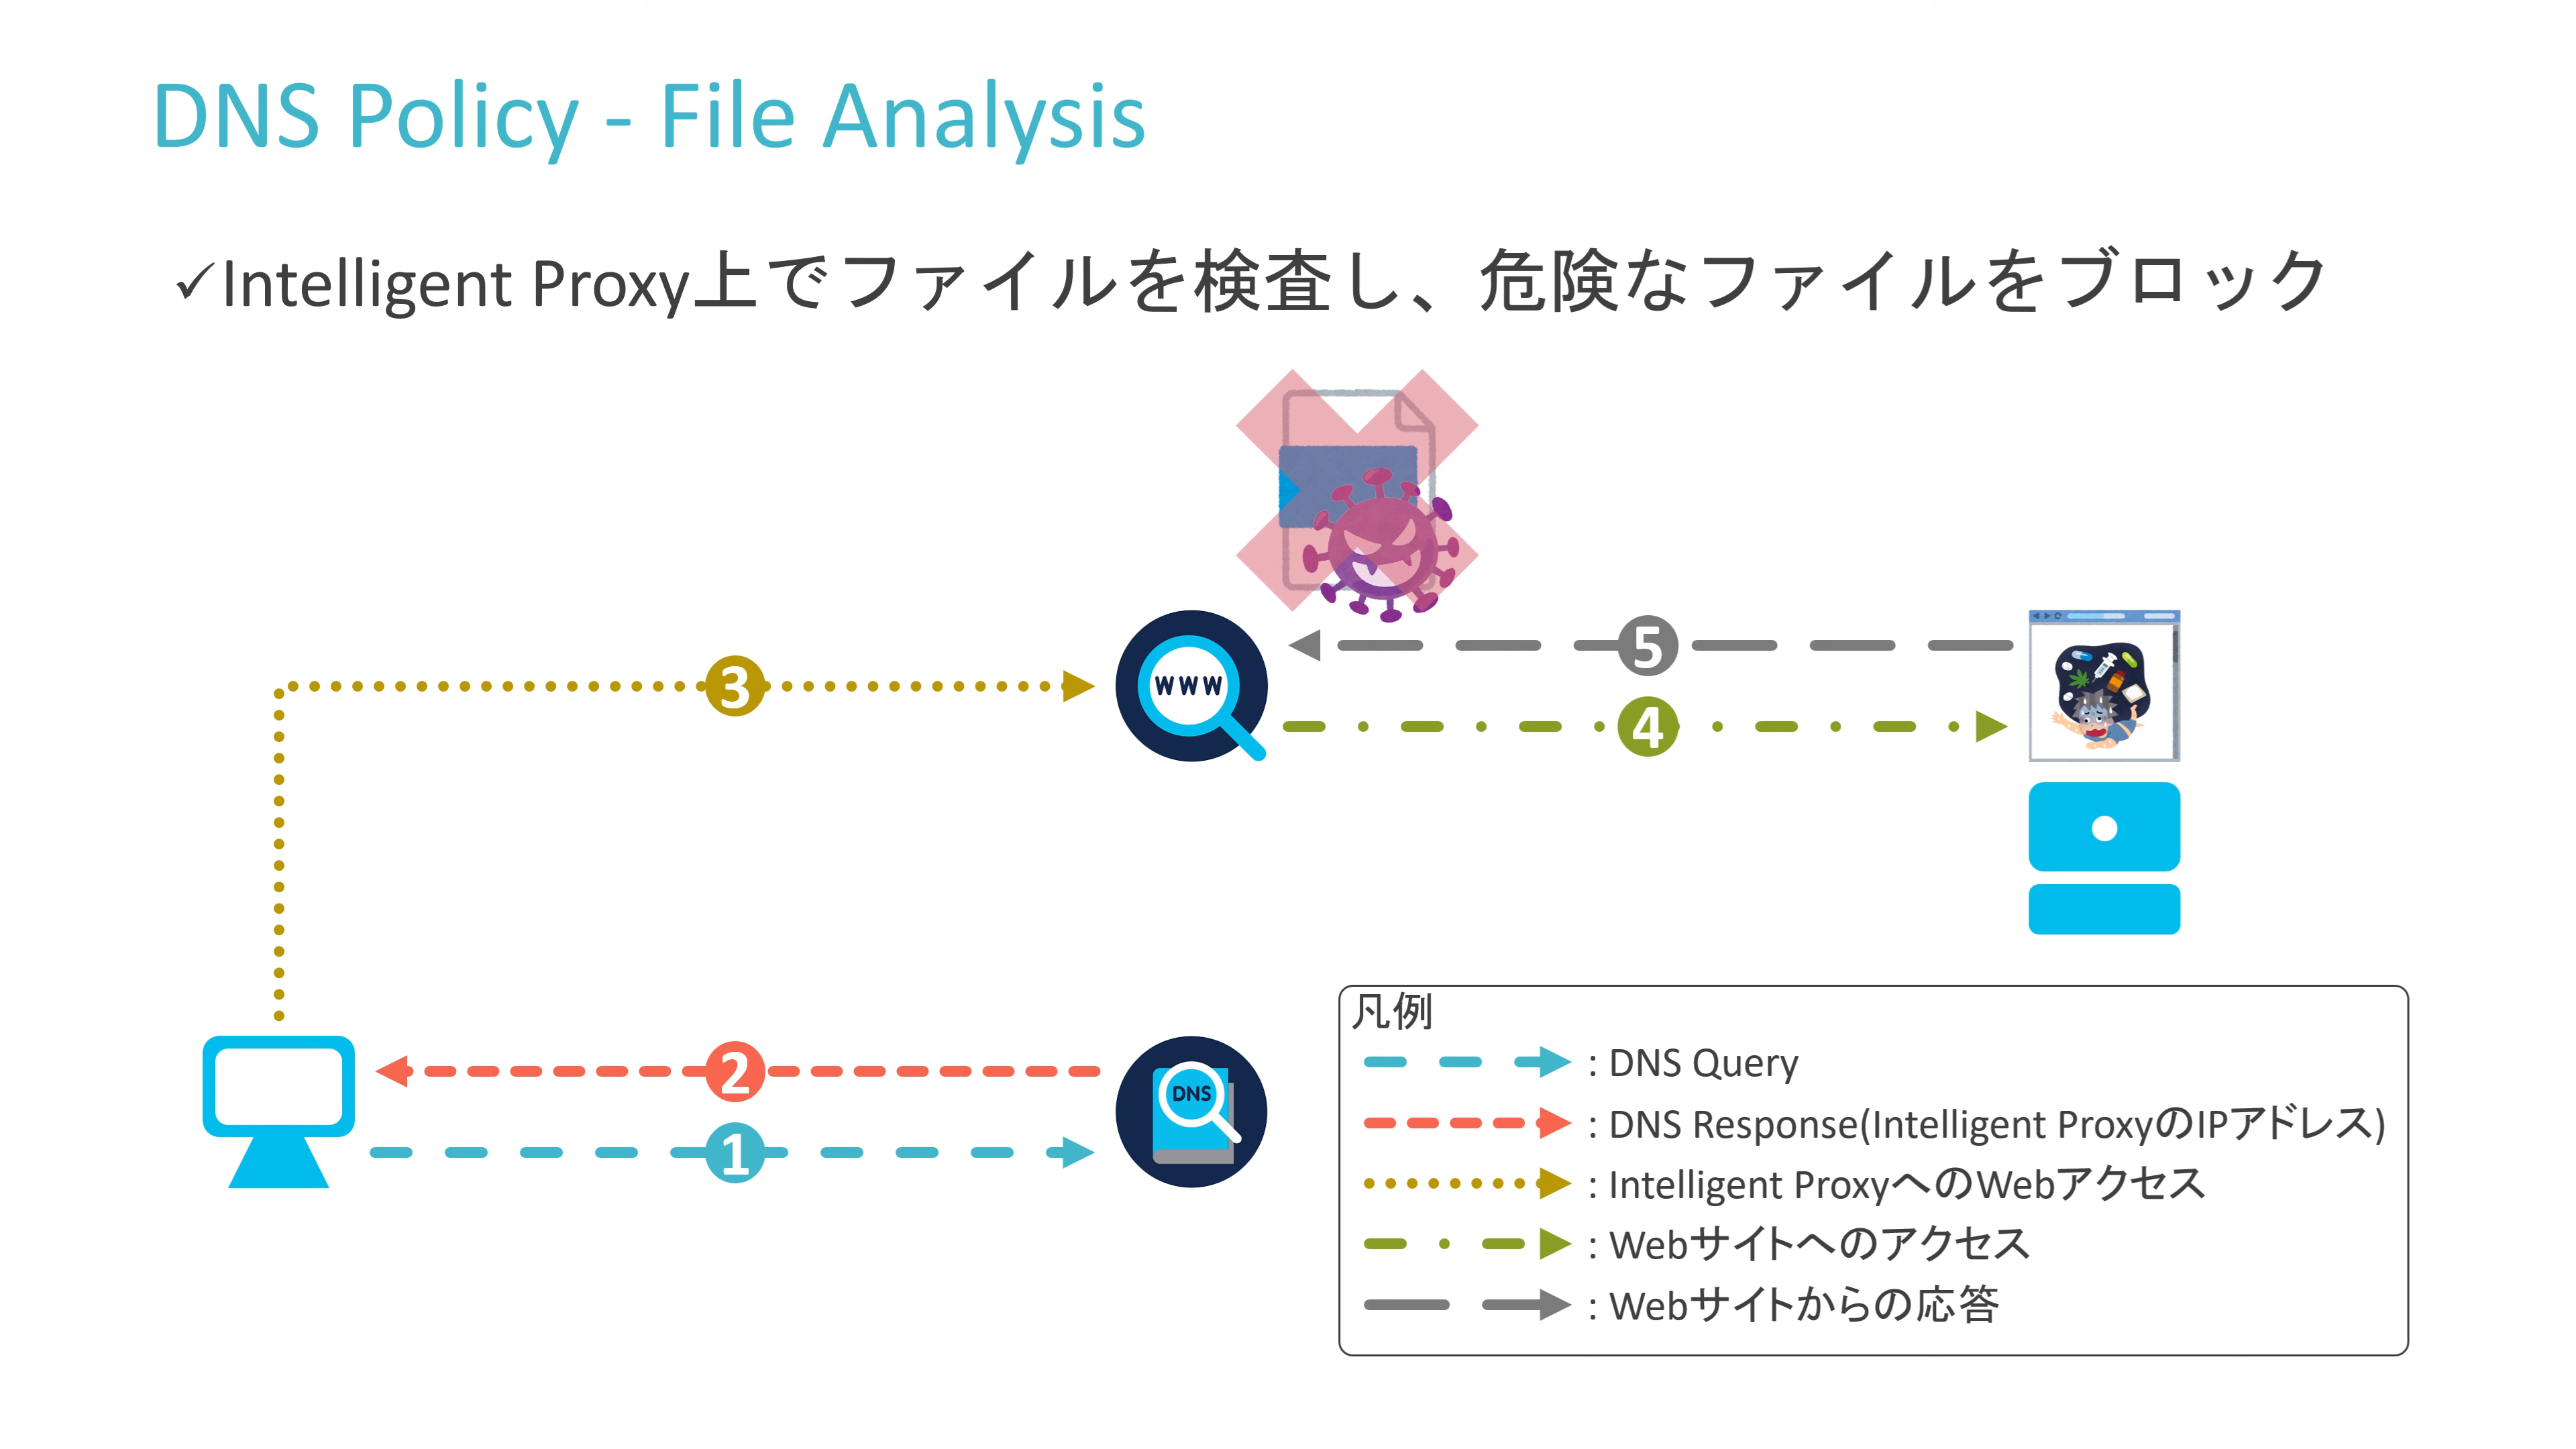 DNS Policy - File Analysis
✓Intelligent Proxy上でファイルを検査し、危険なファイルをブロック
5
3
WWW
4
凡例
: DNS Query
2
DNS
: DNS Response(Intelligent ProxyのIPアドレス)
1
: Intelligent ProxyへのWebアクセス
: Webサイトへのアクセス
: Webサイトからの応答